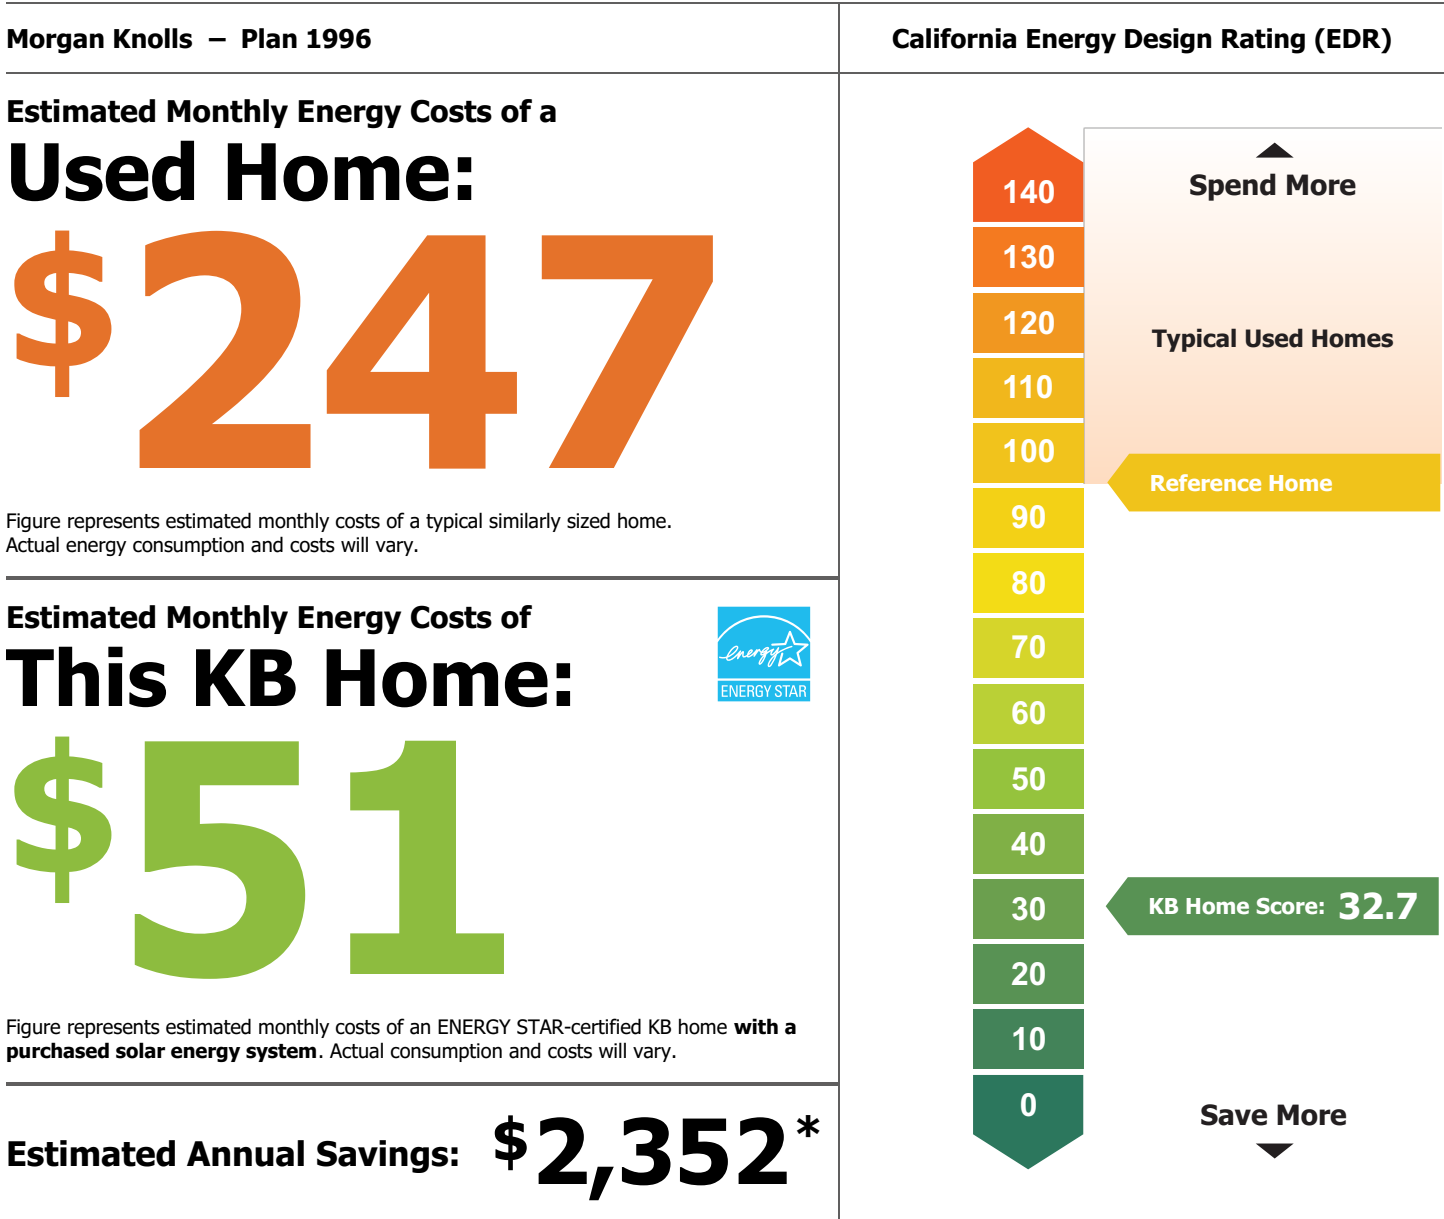 Morgan Knolls – Plan 1996
Estimated Monthly Energy Costs of a
Used Home:
$247
Figure represents estimated monthly costs of a typical similarly sized home.
Actual energy consumption and costs will vary.
Estimated Monthly Energy Costs of
This KB Home:
energy
ENERGY STAR
$51
Figure represents estimated monthly costs of an ENERGY STAR-certified KB home with a
purchased solar energy system. Actual consumption and costs will vary.
Estimated Annual Savings: $2,352*
California Energy Design Rating (EDR)
140
Spend More
130
120
Typical Used Homes
110
100
Reference Home
90
80
70
60
50
40
30
KB Home Score: 32.7
20
10
0
Save More